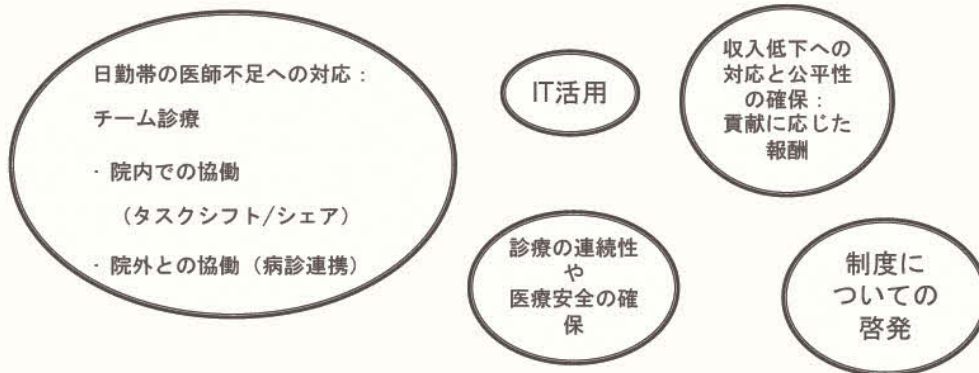 日勤帯の医師不足への対応：
チーム診療
・院内での協働
（タスクシフト/シェア）
・院外との協働（病診連携）
IT活用
収入低下への
対応と公平性
の確保：
貢献に応じた
報酬
診療の連続性
や
医療安全の確
保
制度に
ついての
啓発